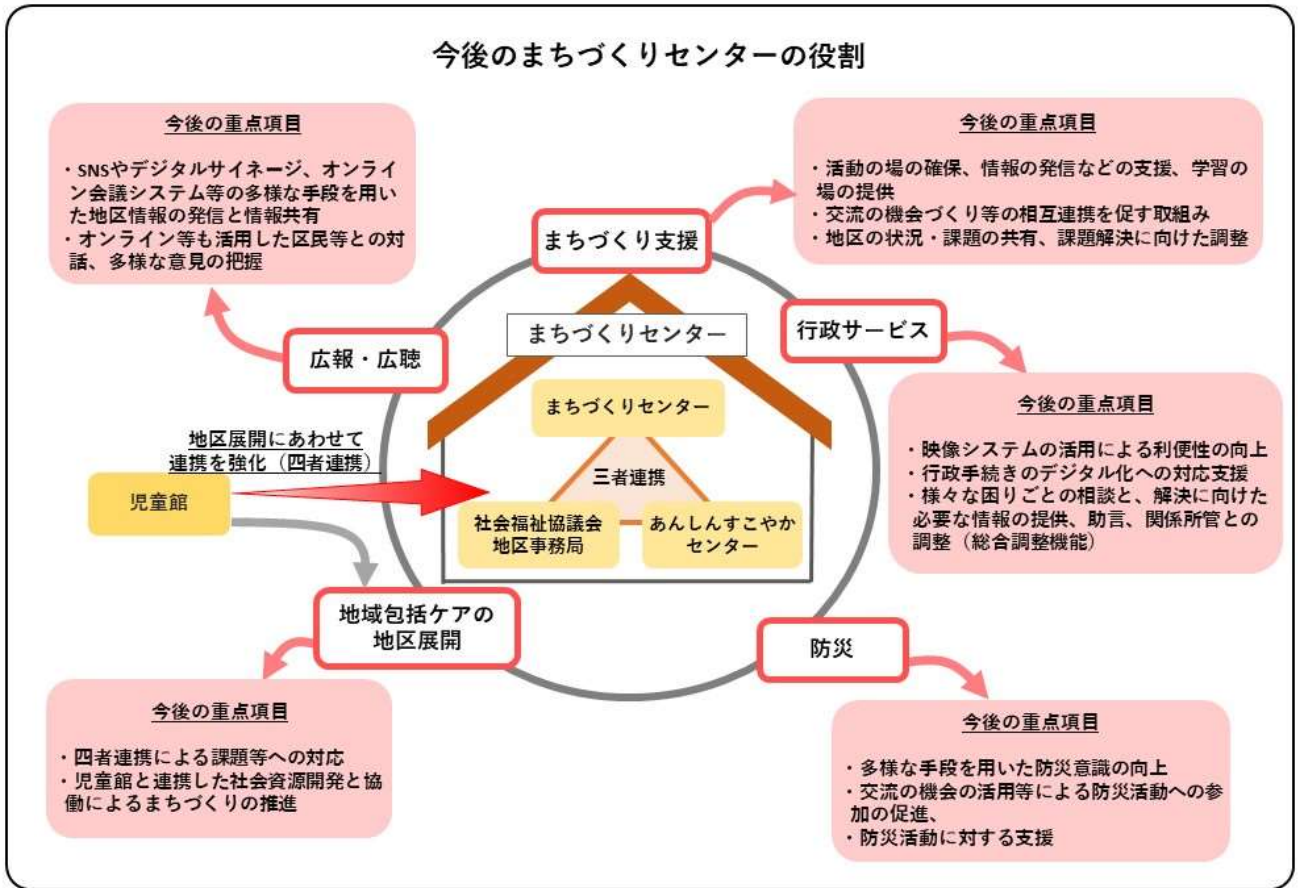 今後のまちづくりセンターの役割
今後の重点項目
・SNSやデジタルサイネージ、オンライン
会議システム等の多様な手段を用い
た地区情報の発信と情報共有
・オンライン等も活用した区民等との対
話、多様な意見の把握
今後の重点項目
・活動の場の確保、情報の発信などの支援、学習の
場の提供
・交流の機会づくり等の相互連携を促す取組み
・地区の状況・課題の共有、課題解決に向けた調整
まちづくり支援
広報・広聴
行政サービス
まちづくりセンター
まちづくりセンター
三者連携
社会福祉協議会
地区事務局
あんしんすこやか
センター
地区展開にあわせて
連携を強化（四者連携）
児童館
今後の重点項目
・映像システムの活用による利便性の向上
・行政手続きのデジタル化への対応支援
・様々な困りごとの相談と、解決に向けた
必要な情報の提供、助言、関係所管との
調整（総合調整機能）
地域包括ケアの
地区展開
防災
今後の重点項目
・四者連携による課題等への対応
・児童館と連携した社会資源開発と協
働によるまちづくりの推進
今後の重点項目
・多様な手段を用いた防災意識の向上
・交流の機会の活用等による防災活動への参
加の促進、
・防災活動に対する支援